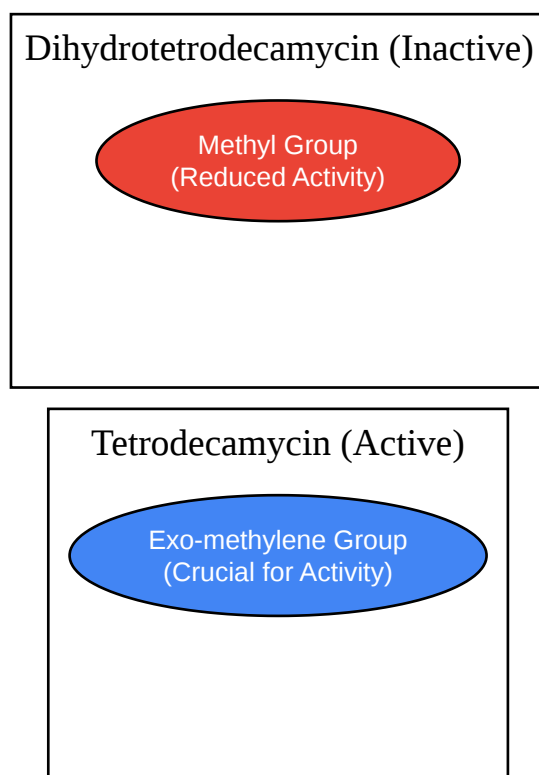 Dihydrotetrodecamycin (Inactive)
Methyl Group
(Reduced Activity)
Tetrodecamycin (Active)
Exo-methylene Group
(Crucial for Activity)